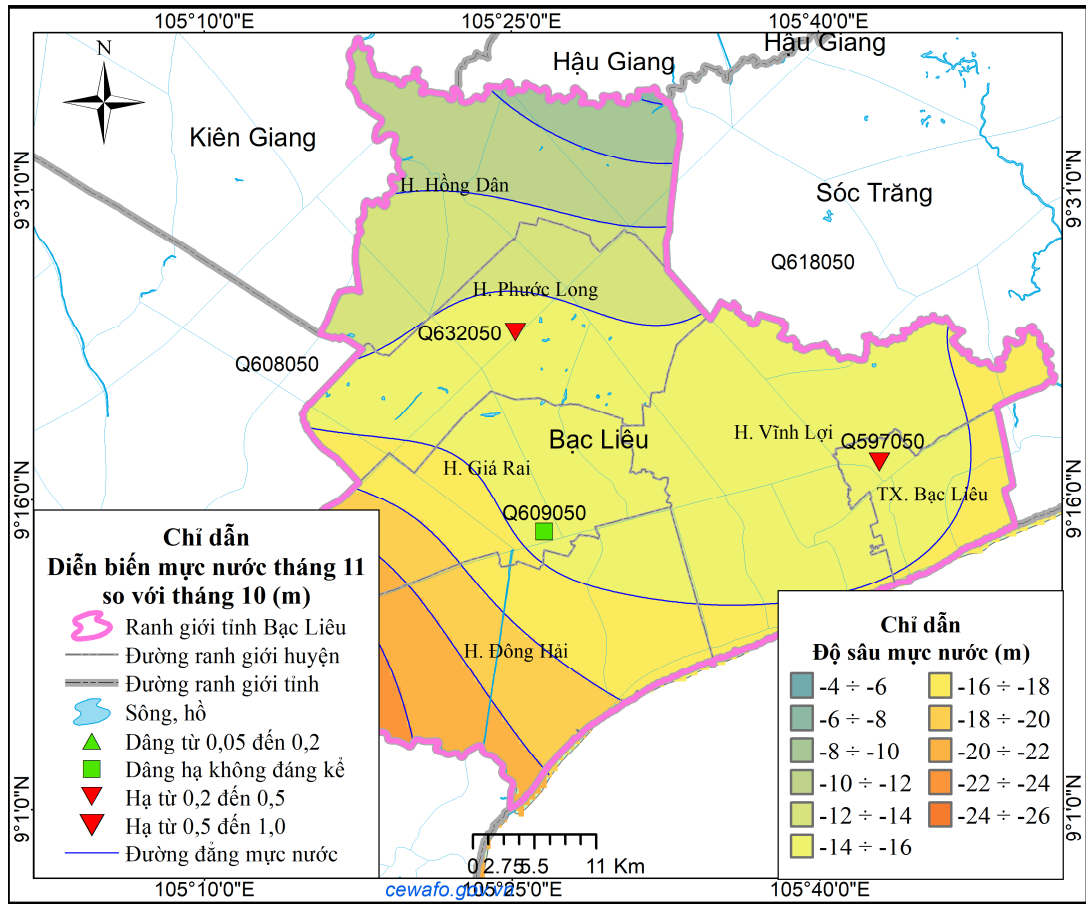 105°10'0"E
105°25'0"E
105°40'0"E
Hậu Giang
Hậu Giang
N
Kiên Giang
9°31'0"N
9°31'0"N
H. Hồng Dân
Sóc Trăng
Q618050
H. Phước Long
Q632050
Q608050
Bạc Liêu
H. Vĩnh Lợi
Q597050
H. Giá Rai
TX. Bạc Liêu
9°16'0"N
9°16'0"N
Q609050
H. Đông Hải
Chỉ dẫn
Diễn biến mực nước tháng 11
so với tháng 10 (m)
Ranh giới tỉnh Bạc Liêu
Đường ranh giới huyện
Đường ranh giới tỉnh
Sông, hồ
Dâng từ 0,05 đến 0,2
Dâng hạ không đáng kể
Hạ từ 0,2 đến 0,5
Hạ từ 0,5 đến 1,0
Đường đẳng mực nước
Chỉ dẫn
Độ sâu mực nước (m)
-4 ÷ -6
-6 ÷ -8
-8 ÷ -10
-10 ÷ -12
-12 ÷ -14
-14 ÷ -16
-16 ÷ -18
-18 ÷ -20
-20 ÷ -22
-22 ÷ -24
-24 ÷ -26
9°1'0"N
9°1'0"N
0 2.75 5.5 11 Km
105°10'0"E
105°25'0"E
105°40'0"E
cewafo.gov.vn